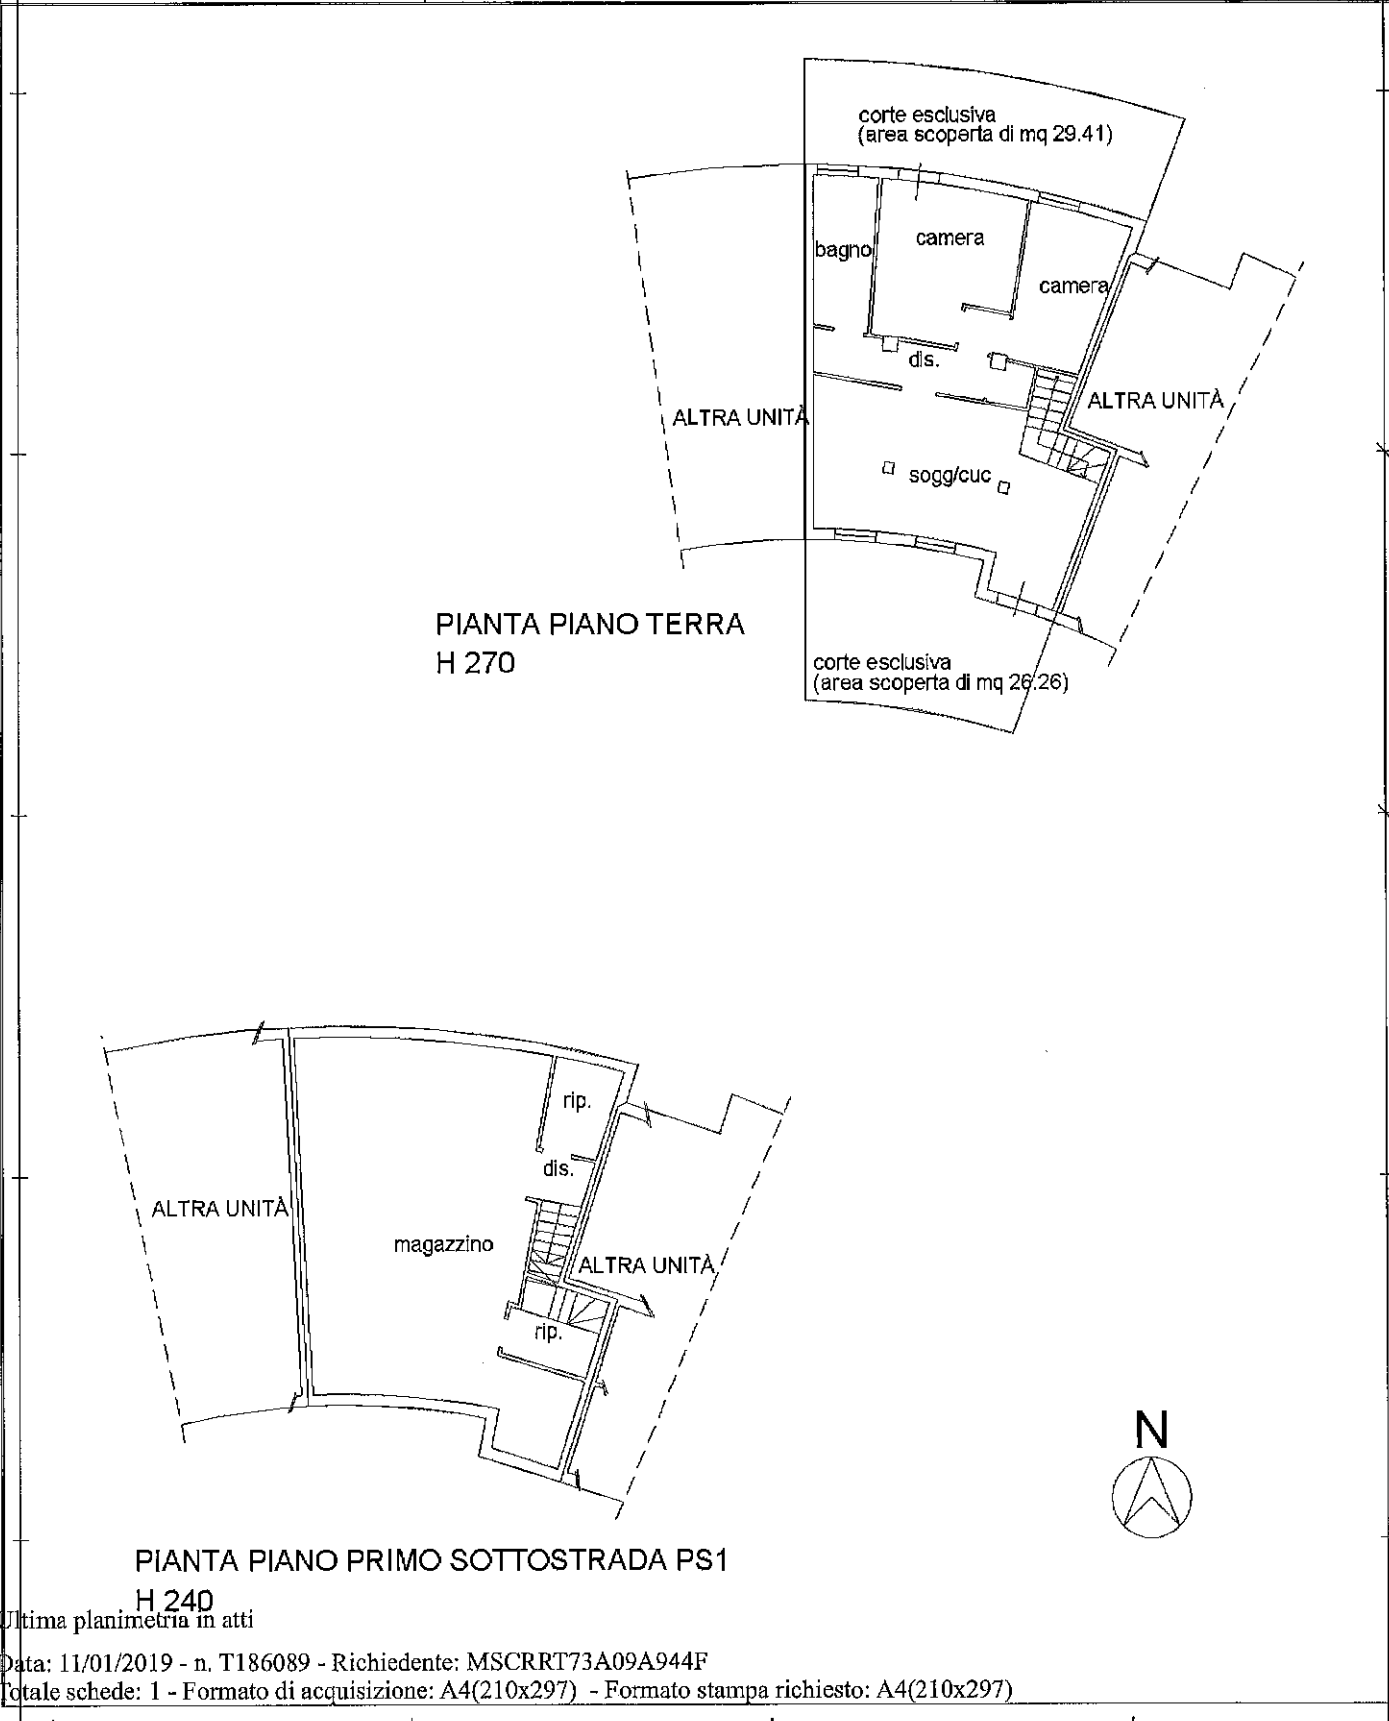 corte esclusiva
(area scoperta di mq 29.41)
bagno
camera
camera
dis.
ALTRA UNITÀ
ALTRA UNITÀ
sogg/cuc
PIANTA PIANO TERRA
H 270
corte esclusiva
(area scoperta di mq 26.26)
rip.
dis.
ALTRA UNITÀ
magazzino
ALTRA UNITÀ
rip.
N
PIANTA PIANO PRIMO SOTTOSTRADA PS1
H 240
Ultima planimetria in atti
Data: 11/01/2019 - n. T186089 - Richiedente: MSCRRT73A09A944F
Totale schede: 1 - Formato di acquisizione: A4(210x297) - Formato stampa richiesto: A4(210x297)